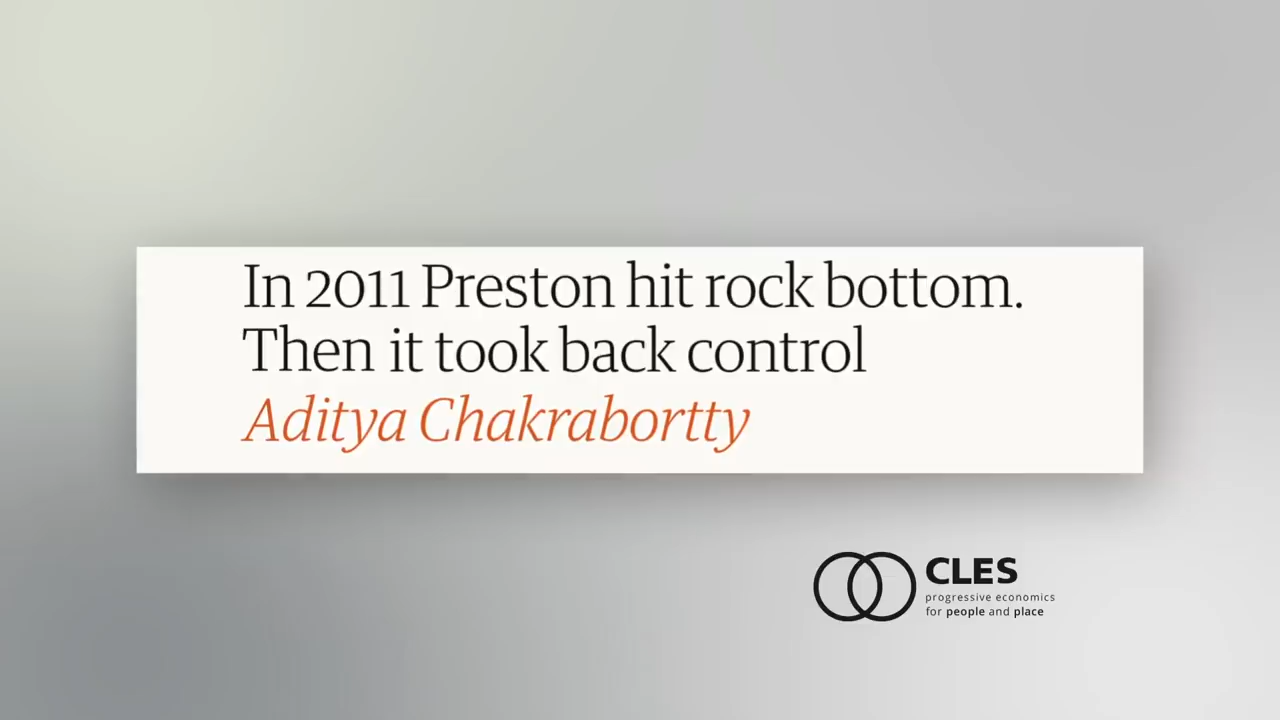 In 2011 Preston hit rock bottom.
Then it took back control
Aditya Chakrabortty
CLES
progressive economics
for people and place